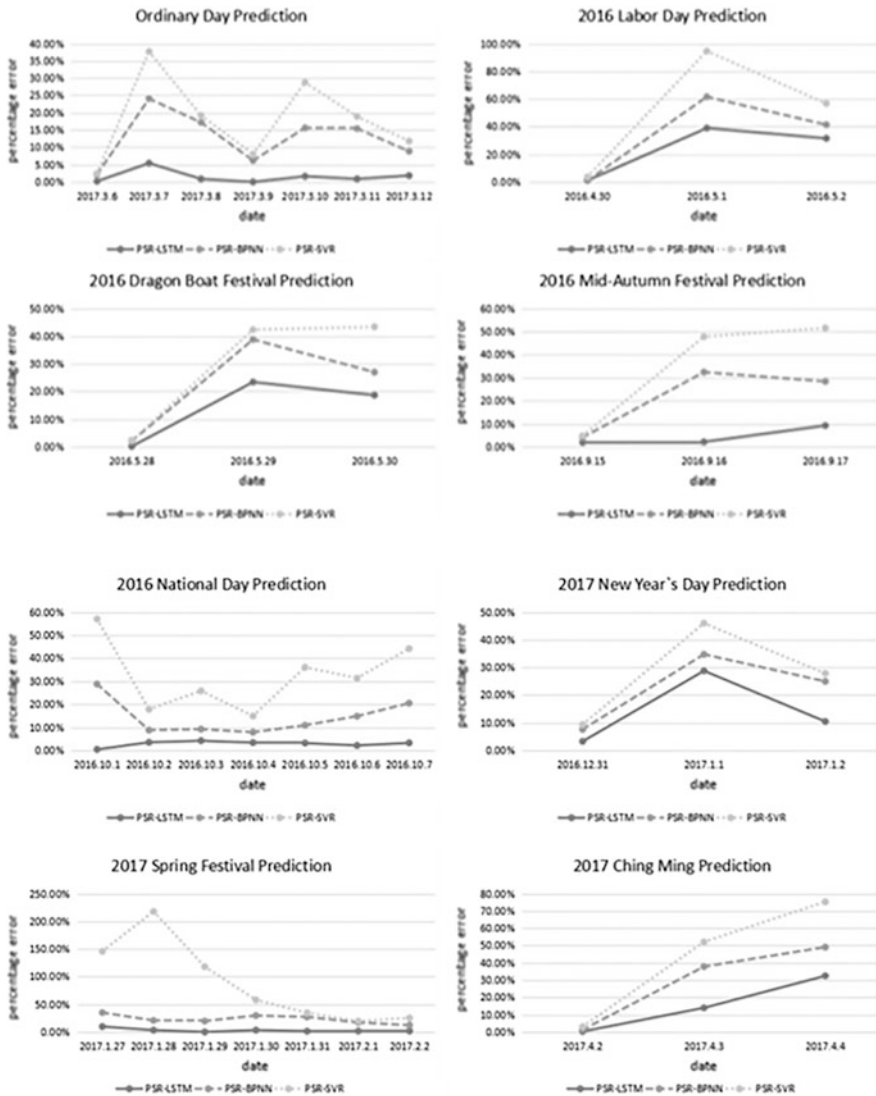 Ordinary Day Prediction
percentage error
40.00%
35.00%
30.00%
25.00%
20.00%
15.00%
10.00%
5.00%
0.00%
2017.3.6 2017.3.7 2017.3.8 2017.3.9 2017.3.10 2017.3.11 2017.3.12
date
PSR-LSTM PSR-BPNN PSR-SVR
2016 Labor Day Prediction
percentage error
100.00%
80.00%
60.00%
40.00%
20.00%
0.00%
2016.4.30 2016.5.1 2016.5.2
date
PSR-LSTM PSR-BPNN PSR-SVR
2016 Dragon Boat Festival Prediction
percentage error
50.00%
40.00%
30.00%
20.00%
10.00%
0.00%
2016.5.28 2016.5.29 2016.5.30
date
PSR-LSTM PSR-BPNN PSR-SVR
2016 Mid-Autumn Festival Prediction
percentage error
60.00%
50.00%
40.00%
30.00%
20.00%
10.00%
0.00%
2016.9.15 2016.9.16 2016.9.17
date
PSR-LSTM PSR-BPNN PSR-SVR
2016 National Day Prediction
percentage error
60.00%
50.00%
40.00%
30.00%
20.00%
10.00%
0.00%
2016.10.1 2016.10.2 2016.10.3 2016.10.4 2016.10.5 2016.10.6 2016.10.7
date
PSR-LSTM PSR-BPNN PSR-SVR
2017 New Year`s Day Prediction
percentage error
50.00%
40.00%
30.00%
20.00%
10.00%
0.00%
2016.12.31 2017.1.1 2017.1.2
date
PSR-LSTM PSR-BPNN PSR-SVR
2017 Spring Festival Prediction
percentage error
250.00%
200.00%
150.00%
100.00%
50.00%
0.00%
2017.1.27 2017.1.28 2017.1.29 2017.1.30 2017.1.31 2017.2.1 2017.2.2
date
PSR-LSTM PSR-BPNN PSR-SVR
2017 Ching Ming Prediction
percentage error
80.00%
70.00%
60.00%
50.00%
40.00%
30.00%
20.00%
10.00%
0.00%
2017.4.2 2017.4.3 2017.4.4
date
PSR-LSTM PSR-BPNN PSR-SVR